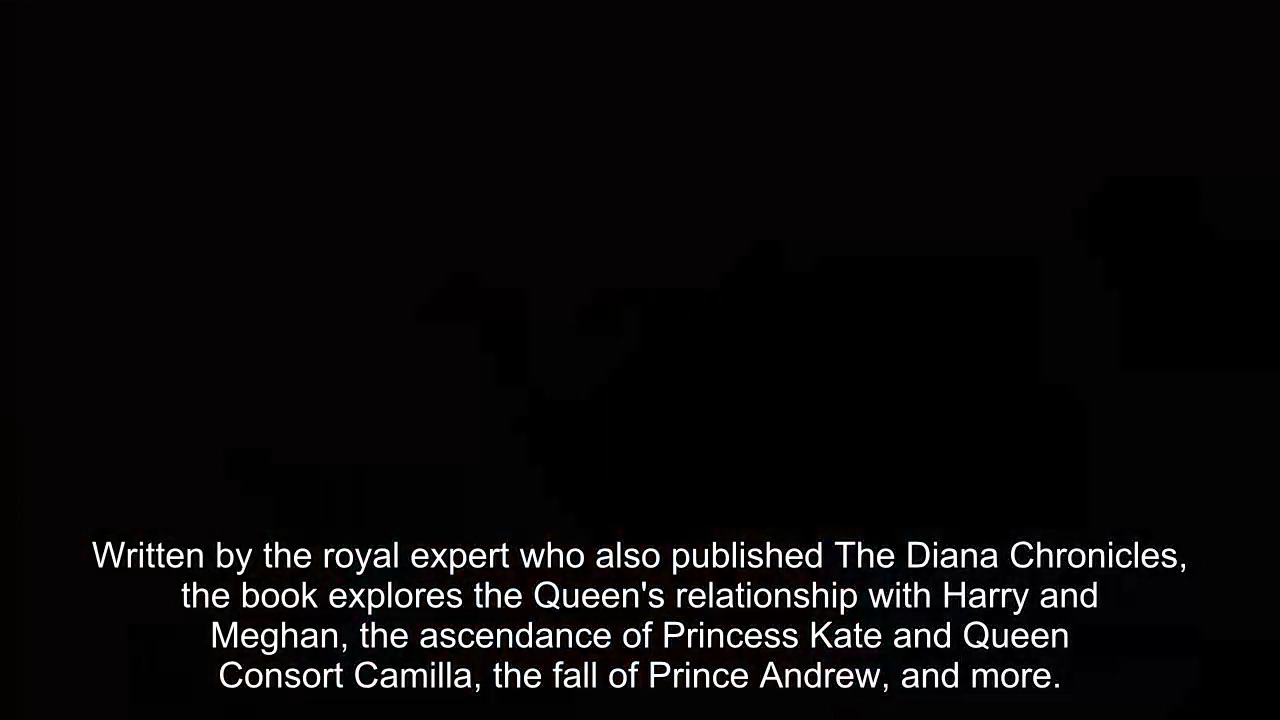 Written by the royal expert who also published The Diana Chronicles,
the book explores the Queen's relationship with Harry and
Meghan, the ascendance of Princess Kate and Queen
Consort Camilla, the fall of Prince Andrew, and more.